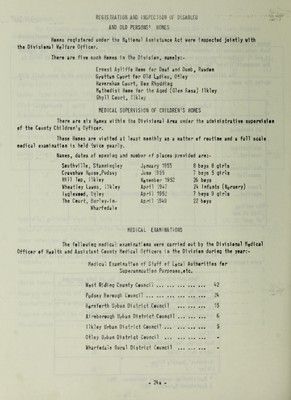 REGISTRATION AND INSPECTION OF DISABLED
AND OLD PERSONS' HOMES
Homes registered under the National Assistance Act were inspected jointly with
the Divisional Welfare Officer.
There are five such Homes in the Division, namely:-
Ernest Ayliffe Home for Deaf and Dumb, Rawdon
Grattan Court for Old Ladies, Otley
Haversham Court, Ben Rhydding
Methodist Home for the Aged (Glen Rosa) Ilkley
Ghyll Court, Ilkley
MEDICAL SUPERVISION OF CHILDREN'S HOMES
There are six Homes within the Divisional Area under the administrative supervision
of the County Children's Officer.
These Homes are visited at least monthly as a matter of routine and a full scale
medical examination is held twice yearly.
Names, dates of opening and number of places provided are:-
Southville, Stanningley January 1955 8 boys 8 girls
Crawshaw House, Pudsey June 1955 7 boys 5 girls
Hill Top, Ilkley November 1952 26 boys
Wheatley Lawns, Ilkley April 1947 24 infants (Nursery)
Inglewood, Otley April 1952 7 boys 9 girls
The Court, Burley-in- April 1949 22 boys
Wharfedale
MEDICAL EXAMINATIONS
The following medical examinations were carried out by the Divisional Medical
Officer of Health and Assistant County Medical Officers in the Division during the year:-
Medical Examination of Staff of Local Authorities for
Superannuation Purposes, etc.
West Riding County Council ... ... ... ... ... 42
Pudsey Borough Council ... ... ... ... ... 24
Horsforth Urban District Council ... ... ... 15
Aireborough Urban District Council ... ... ... 6
Ilkley Urban District Council ... ... ... 5
Otley Urban District Council ... ... ... -
Wharfedale Rural District Council ... ... ... -
- 24a -